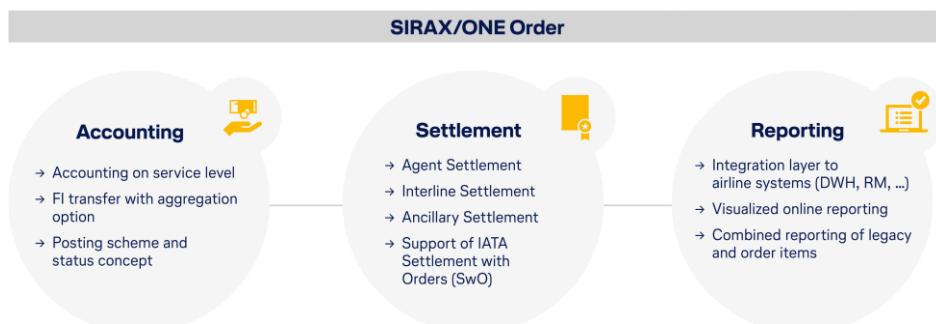 SIRAX/ONE Order
Accounting
→ Accounting on service level
→ FI transfer with aggregation
option
→ Posting scheme and
status concept
Settlement
→ Agent Settlement
→ Interline Settlement
→ Ancillary Settlement
→ Support of IATA
Settlement with
Orders (SwO)
Reporting
→ Integration layer to
airline systems (DWH, RM, ...)
→ Visualized online reporting
→ Combined reporting of legacy
and order items